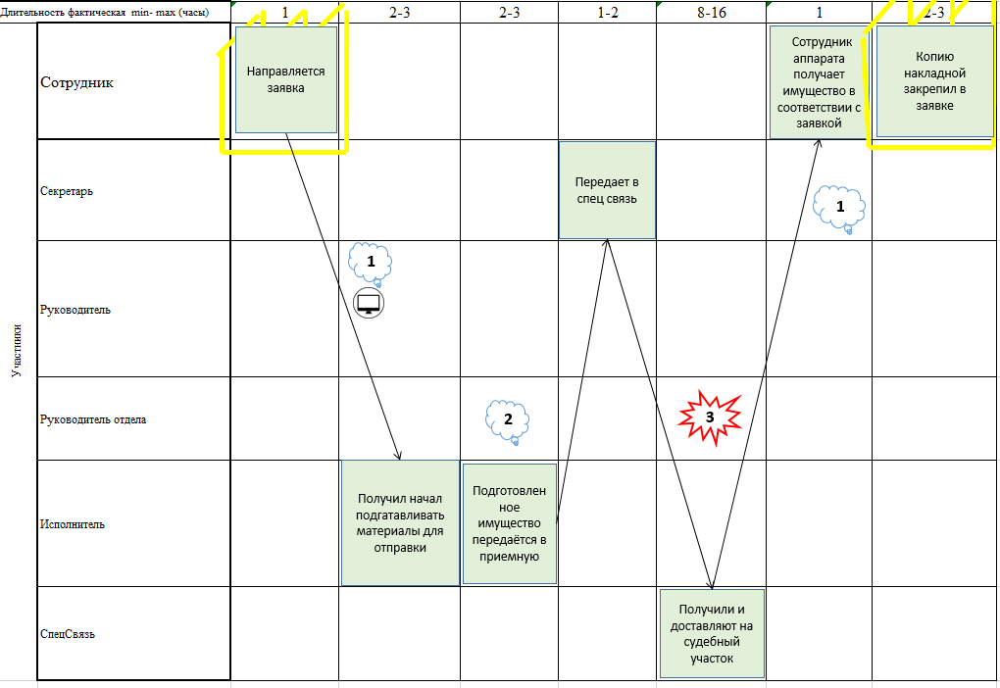 Длительность фактическая min- max (часы)
1
2-3
2-3
1-2
8-16
1
2-3
Участники
Сотрудник
Направляется
заявка
Сотрудник
аппарата
получает
имущество в
соответствии с
заявкой
Копию
накладной
закрепил в
заявке
Секретарь
Передает в
спец связь
1
Руководитель
1
Руководитель отдела
2
3
Исполнитель
Получил начал
подгатавливать
материалы для
отправки
Подготовлен
ное
имущество
передаётся в
приемную
СпецСвязь
Получили и
доставляют на
судебный
участок